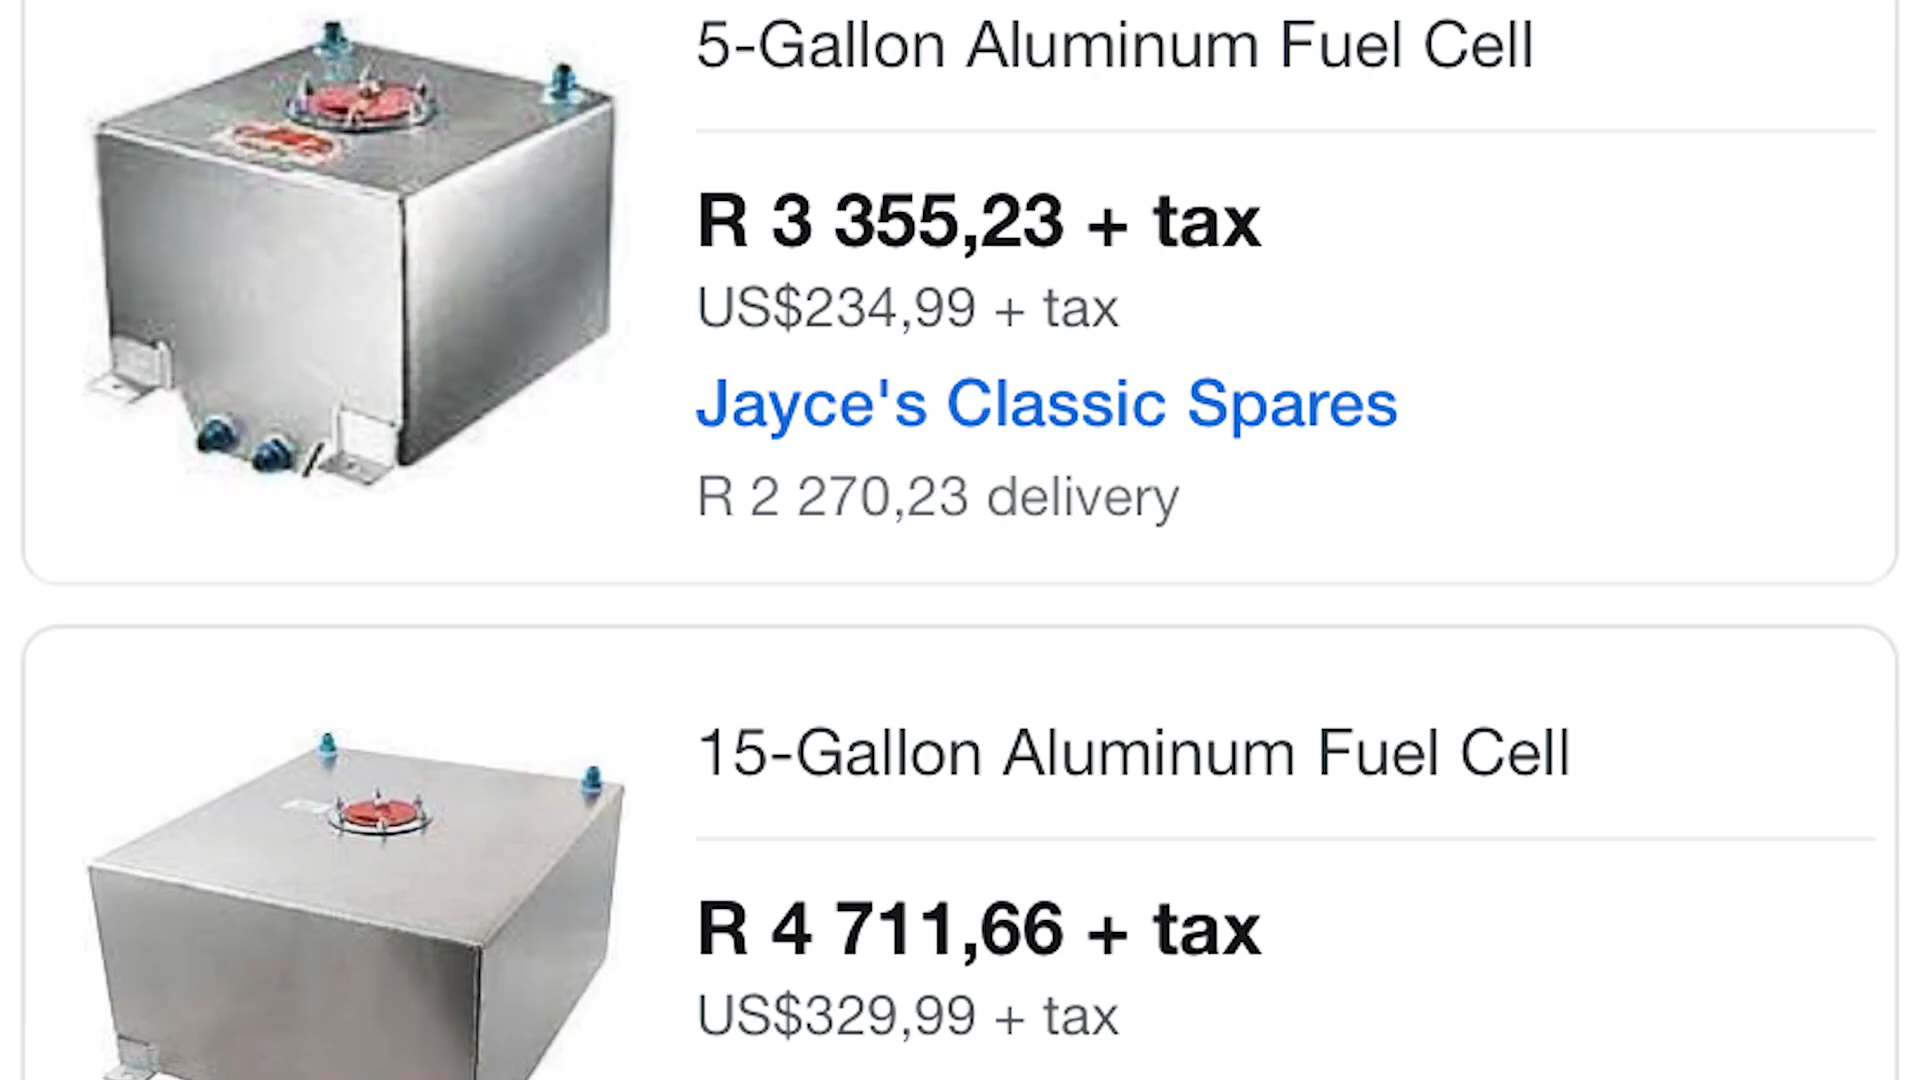 5-Gallon Aluminum Fuel Cell
R 3 355,23 + tax
US$234,99 + tax
Jayce's Classic Spares
R 2 270,23 delivery
15-Gallon Aluminum Fuel Cell
R 4 711,66 + tax
US$329,99 + tax